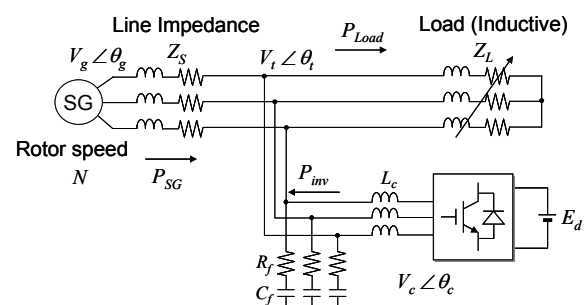 Line Impedance
Load (Inductive)
V_g∠θ_g
Z_S
V_t∠θ_t
P_Load
Z_L
SG
Rotor speed
N
P_SG
P_inv
L_c
E_d
R_f
C_f
V_c∠θ_c